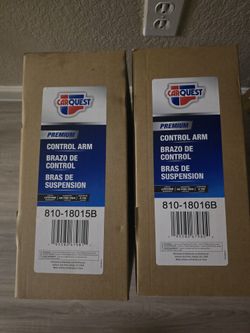 CARQUEST
PREMIUM
CONTROL ARM
BRAZO DE
CONTROL
BRAS DE
SUSPENSION
810-18015B
CARQUEST
PREMIUM
CONTROL ARM
BRAZO DE
CONTROL
BRAS DE
SUSPENSION
810-18016B